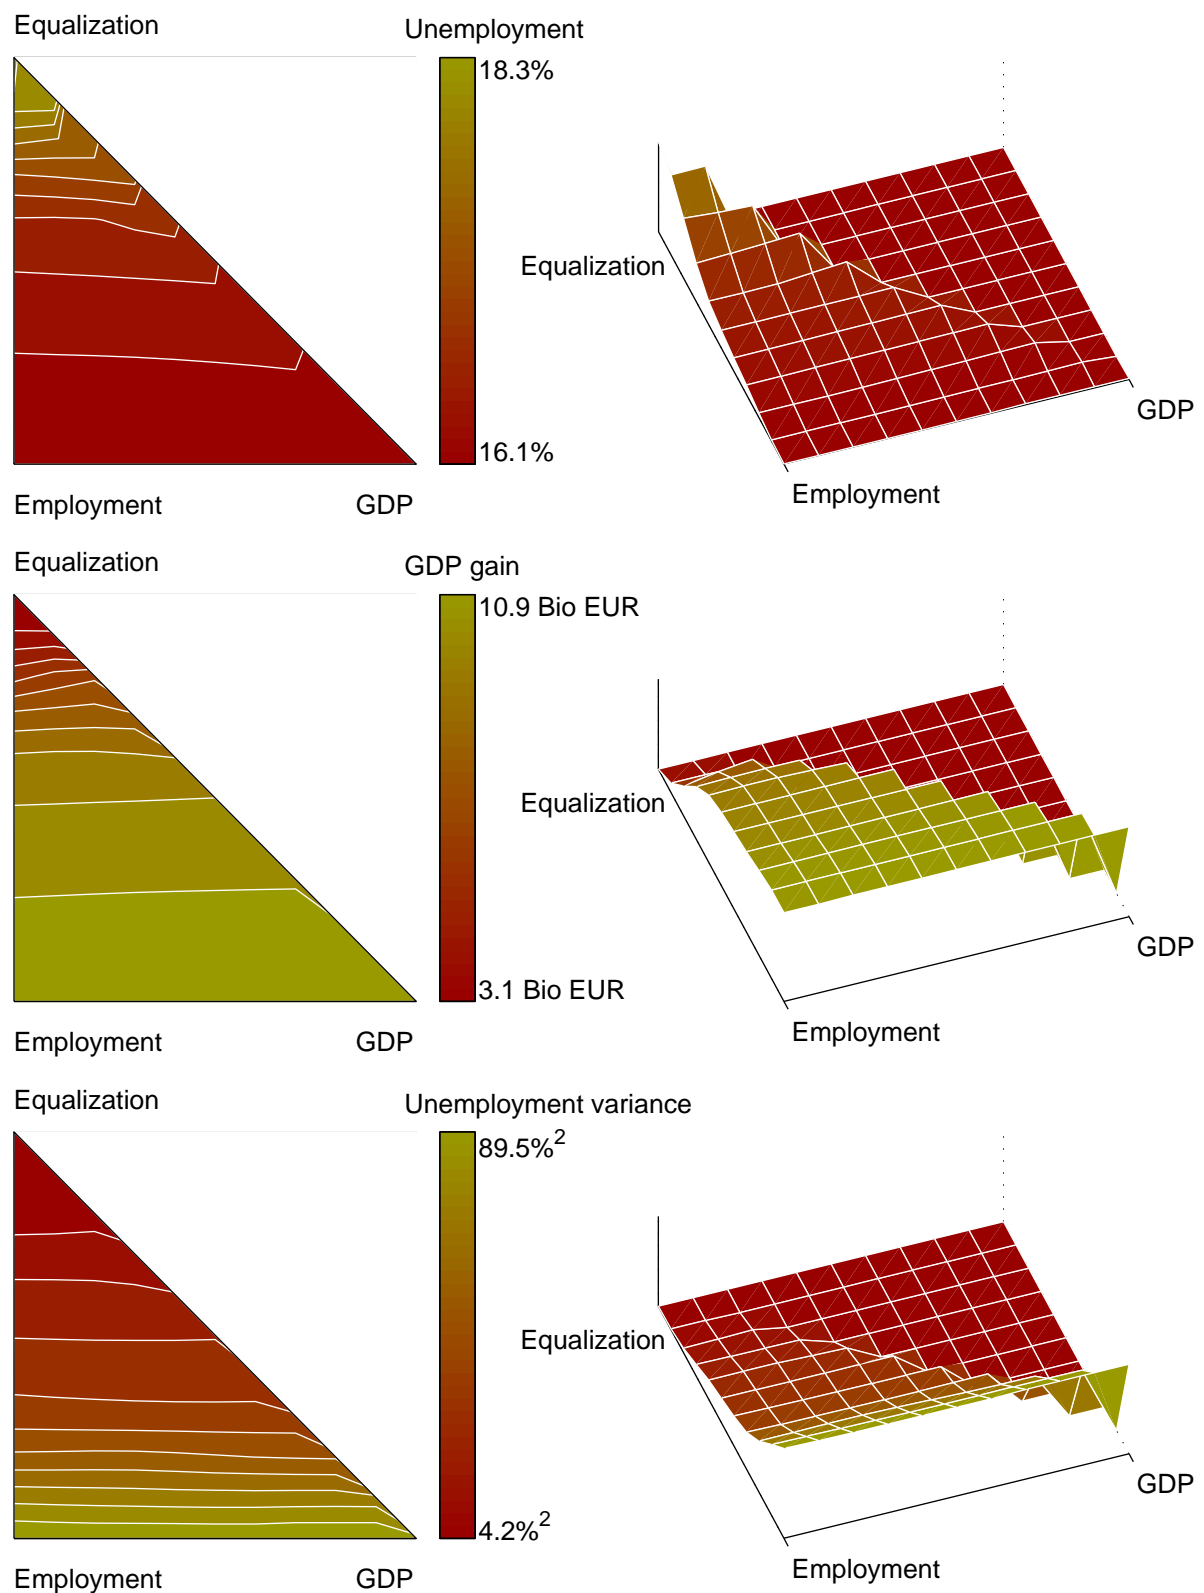 Equalization
Unemployment
18.3%
16.1%
Employment GDP
Equalization
GDP
Employment
Equalization
GDP gain
10.9 Bio EUR
3.1 Bio EUR
Employment GDP
Equalization
GDP
Employment
Equalization
Unemployment variance
89.5%²
4.2%²
Employment GDP
Equalization
GDP
Employment